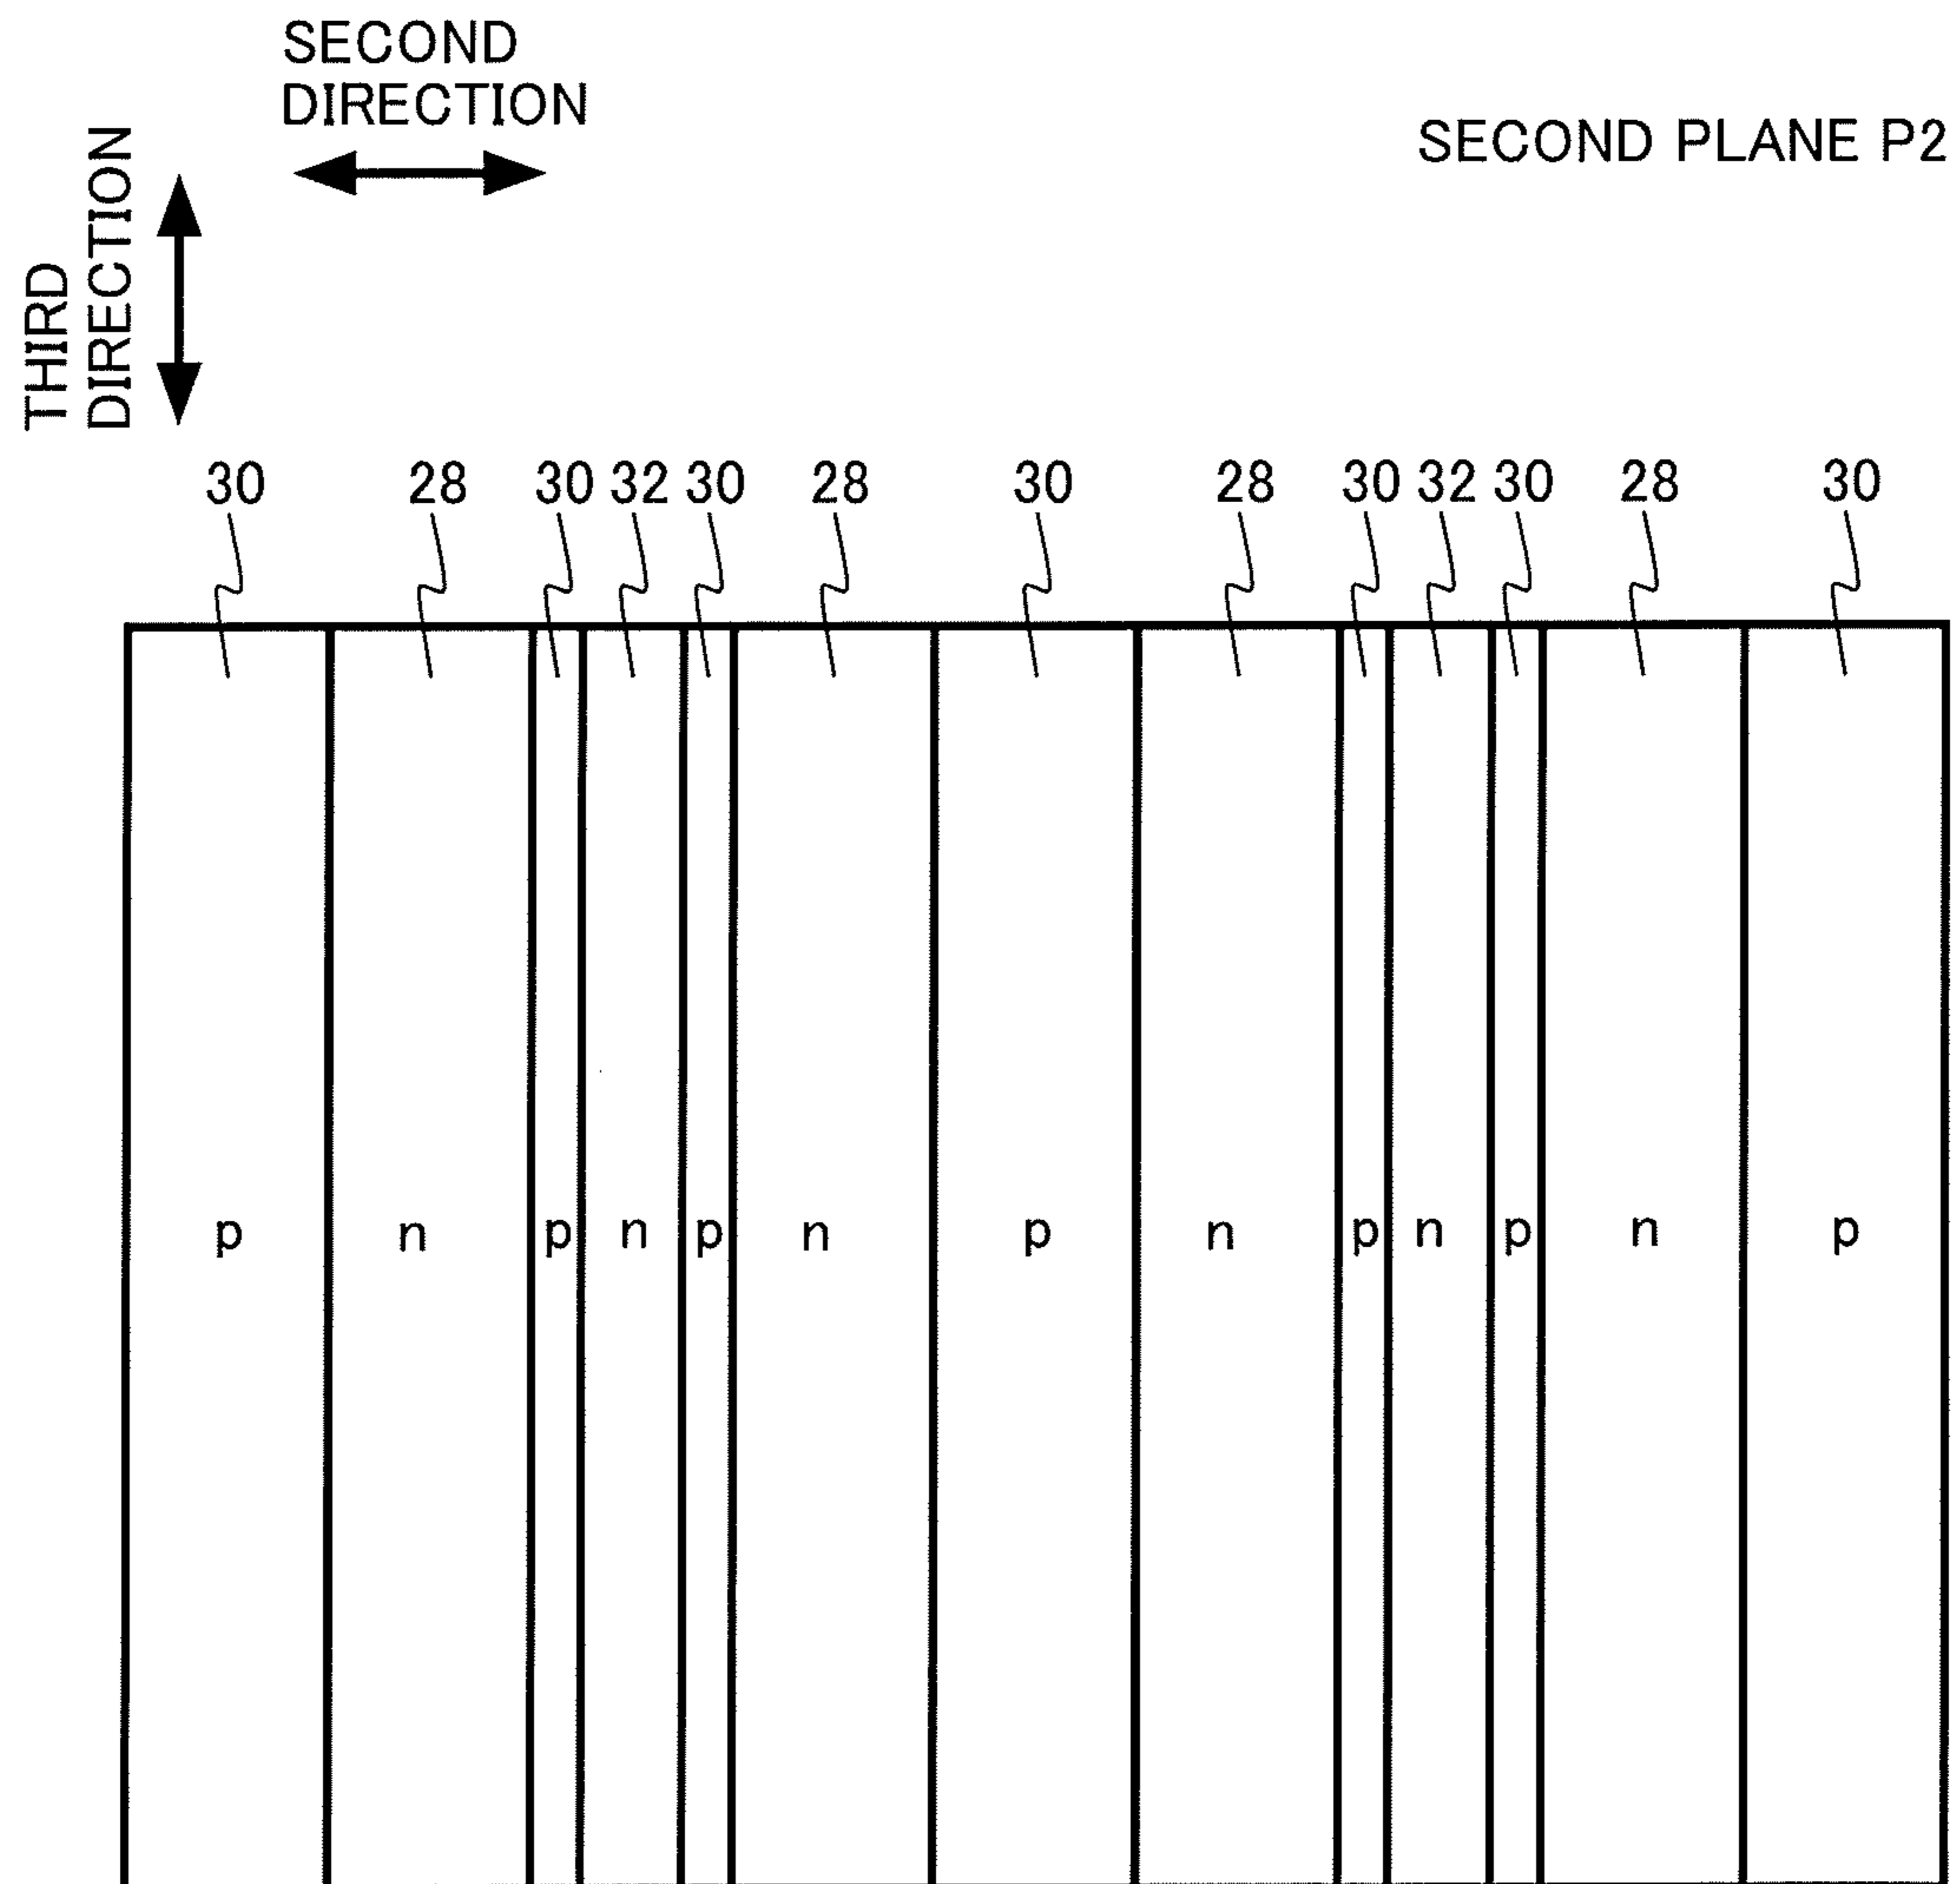 SECOND
DIRECTION
SECOND PLANE P2
THIRD
DIRECTION
30 28 30 32 30 28 30 28 30 32 30 28 30
p n p n p n p n p n p n p